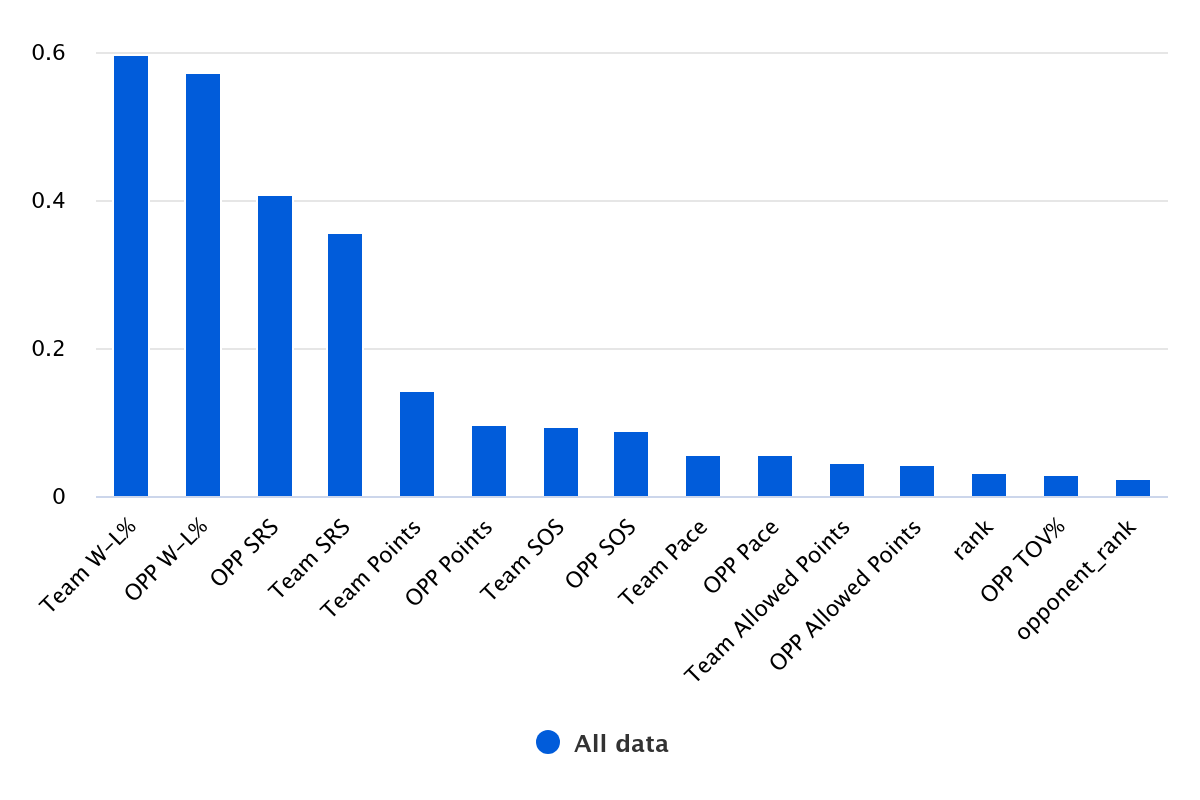 0.6
0.4
0.2
0
Team W-L%
OPP W-L%
OPP SRS
Team SRS
Team Points
OPP Points
Team SOS
OPP SOS
Team Pace
OPP Pace
Team Allowed Points
OPP Allowed Points
rank
OPP TOV%
opponent_rank
All data